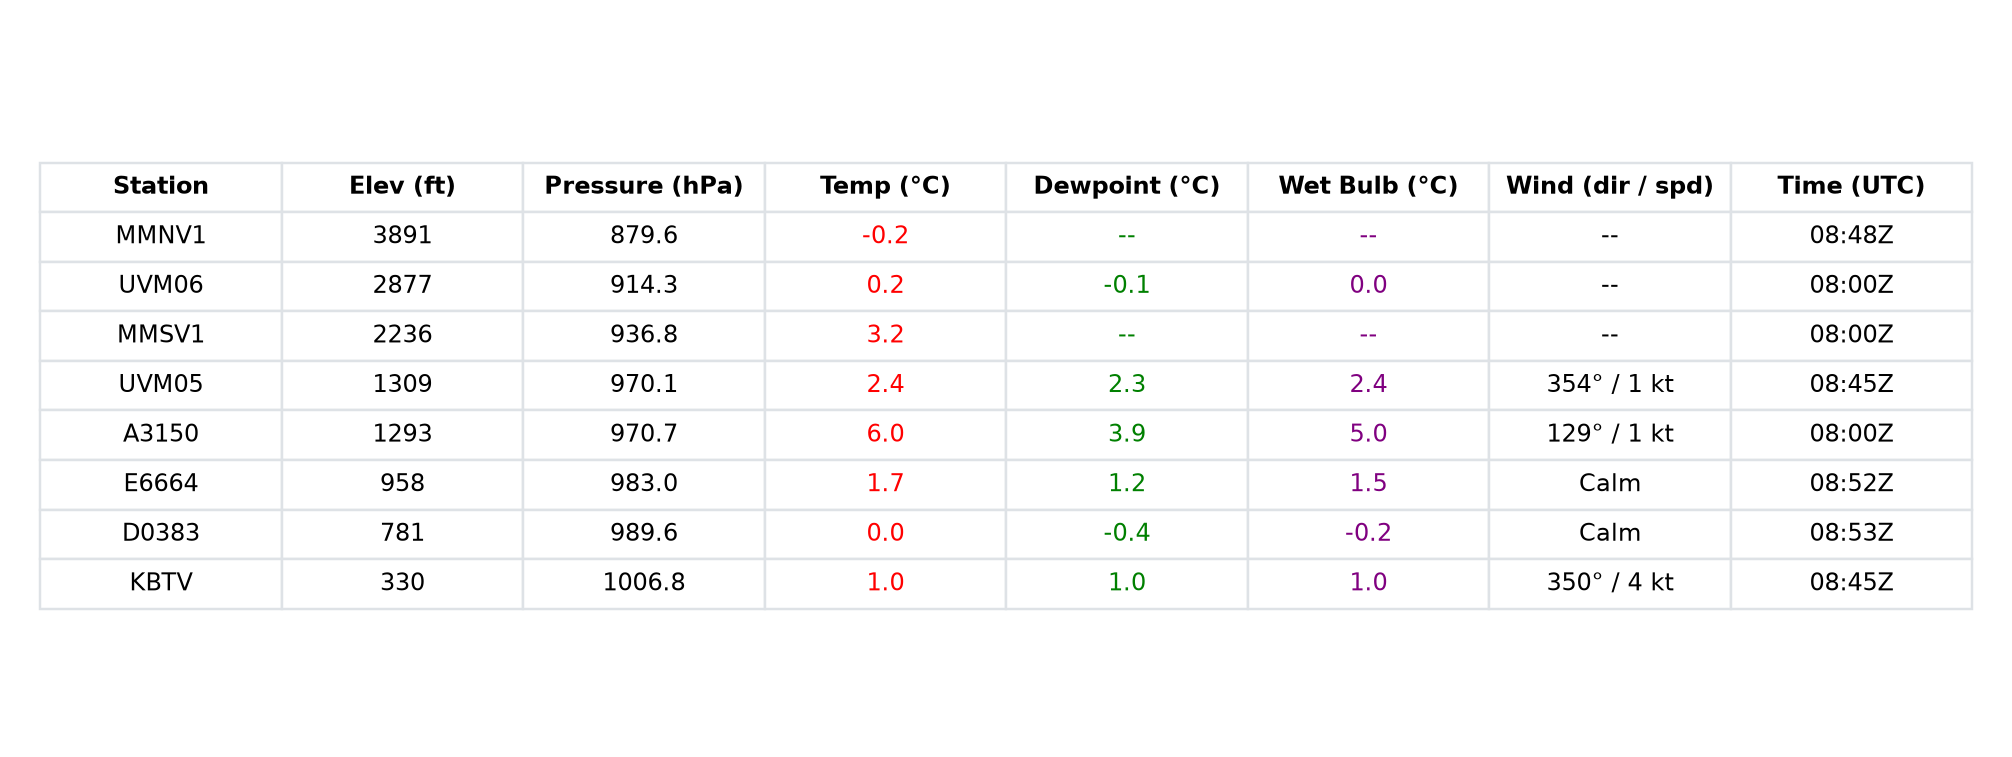 Station Elev (ft) Pressure (hPa) Temp (°C) Dewpoint (°C) Wet Bulb (°C) Wind (dir / spd) Time (UTC)
MMNV1 3891 879.6 -0.2 -- -- -- 08:48Z
UVM06 2877 914.3 0.2 -0.1 0.0 -- 08:00Z
MMSV1 2236 936.8 3.2 -- -- -- 08:00Z
UVM05 1309 970.1 2.4 2.3 2.4 354° / 1 kt 08:45Z
A3150 1293 970.7 6.0 3.9 5.0 129° / 1 kt 08:00Z
E6664 958 983.0 1.7 1.2 1.5 Calm 08:52Z
D0383 781 989.6 0.0 -0.4 -0.2 Calm 08:53Z
KBTV 330 1006.8 1.0 1.0 1.0 350° / 4 kt 08:45Z